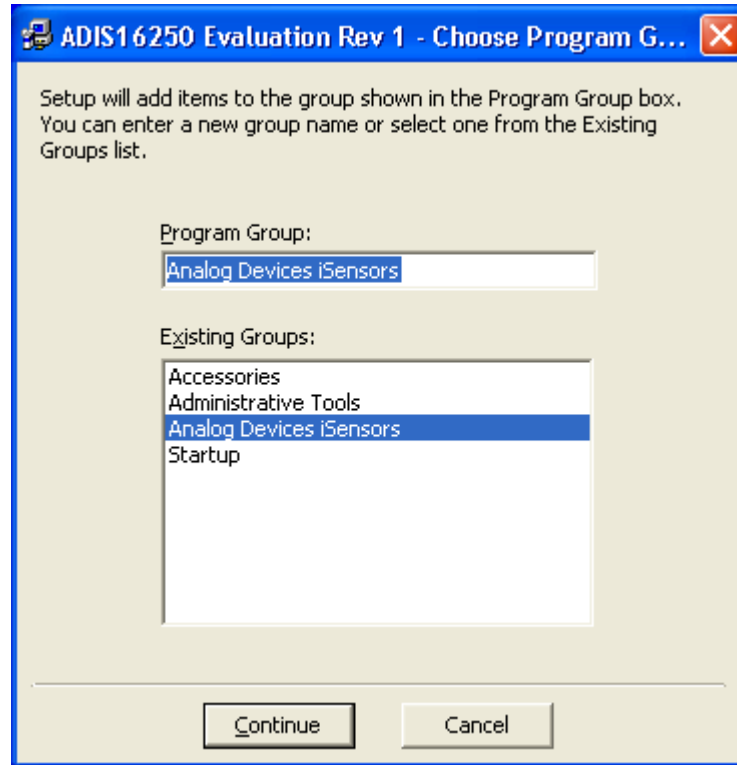 ADIS16250 Evaluation Rev 1 - Choose Program G...
Setup will add items to the group shown in the Program Group box.
You can enter a new group name or select one from the Existing
Groups list.
Program Group:
Analog Devices iSensors
Existing Groups:
Accessories
Administrative Tools
Analog Devices iSensors
Startup
Continue
Cancel